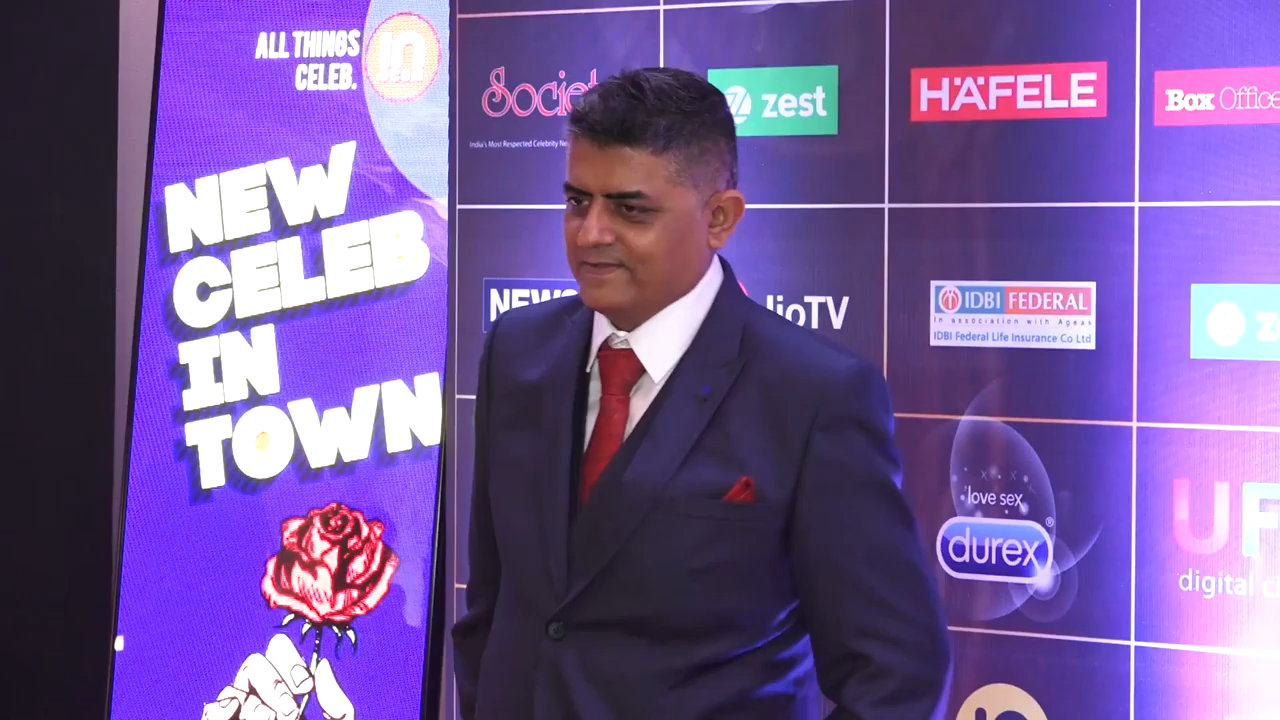 ALL THINGS
CELEB.
IN
NEW
CELEB
IN
TOWN
zest
HÄFELE
Box Office
IDBI FEDERAL
In association with Ageas
IDBI Federal Life Insurance Co Ltd
love sex
durex®
digital